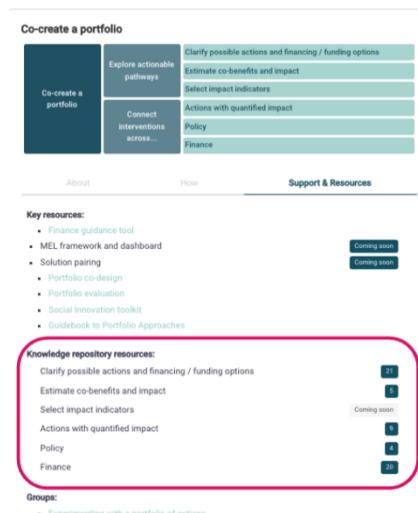 Co-create a portfolio
Co-create a
portfolio
Explore actionable
pathways
Connect
interventions
across...
Clarify possible actions and financing / funding options
Estimate co-benefits and impact
Select impact indicators
Actions with quantified impact
Policy
Finance
About
How
Support & Resources
Key resources:
Finance guidance tool
MEL framework and dashboard
Coming soon
Solution pairing
Coming soon
Portfolio co-design
Portfolio evaluation
Social Innovation toolkit
Guidebook to Portfolio Approaches
Knowledge repository resources:
Clarify possible actions and financing / funding options
21
Estimate co-benefits and impact
5
Select impact indicators
Coming soon
Actions with quantified impact
9
Policy
4
Finance
20
Groups:
Experimenting with a portfolio of actions